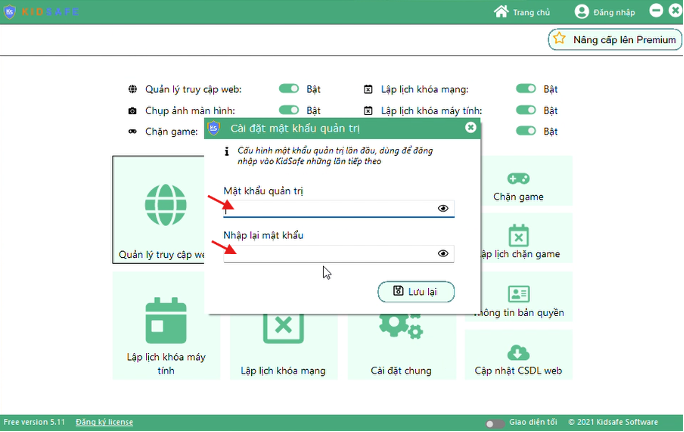 KS KIDSAFE
Trang chủ
Đăng nhập
Nâng cấp lên Premium
Quản lý truy cập web: Bật
Lập lịch khóa mạng: Bật
Chụp ảnh màn hình: Bật
Lập lịch khóa máy tính: Bật
Chặn game: Bật
Bật
KS Cài đặt mật khẩu quản trị
Cấu hình mật khẩu quản trị lần đầu, dùng để đăng
nhập vào KidSafe những lần tiếp theo
Mật khẩu quản trị
Nhập lại mật khẩu
Lưu lại
Quản lý truy cập we
Chặn game
ập lịch chặn game
Lập lịch khóa máy
tính
Lập lịch khóa mạng
Cài đặt chung
Thông tin bản quyền
Cập nhật CSDL web
Free version 5.11
Đăng ký license
Giao diện tối
© 2021 Kidsafe Software